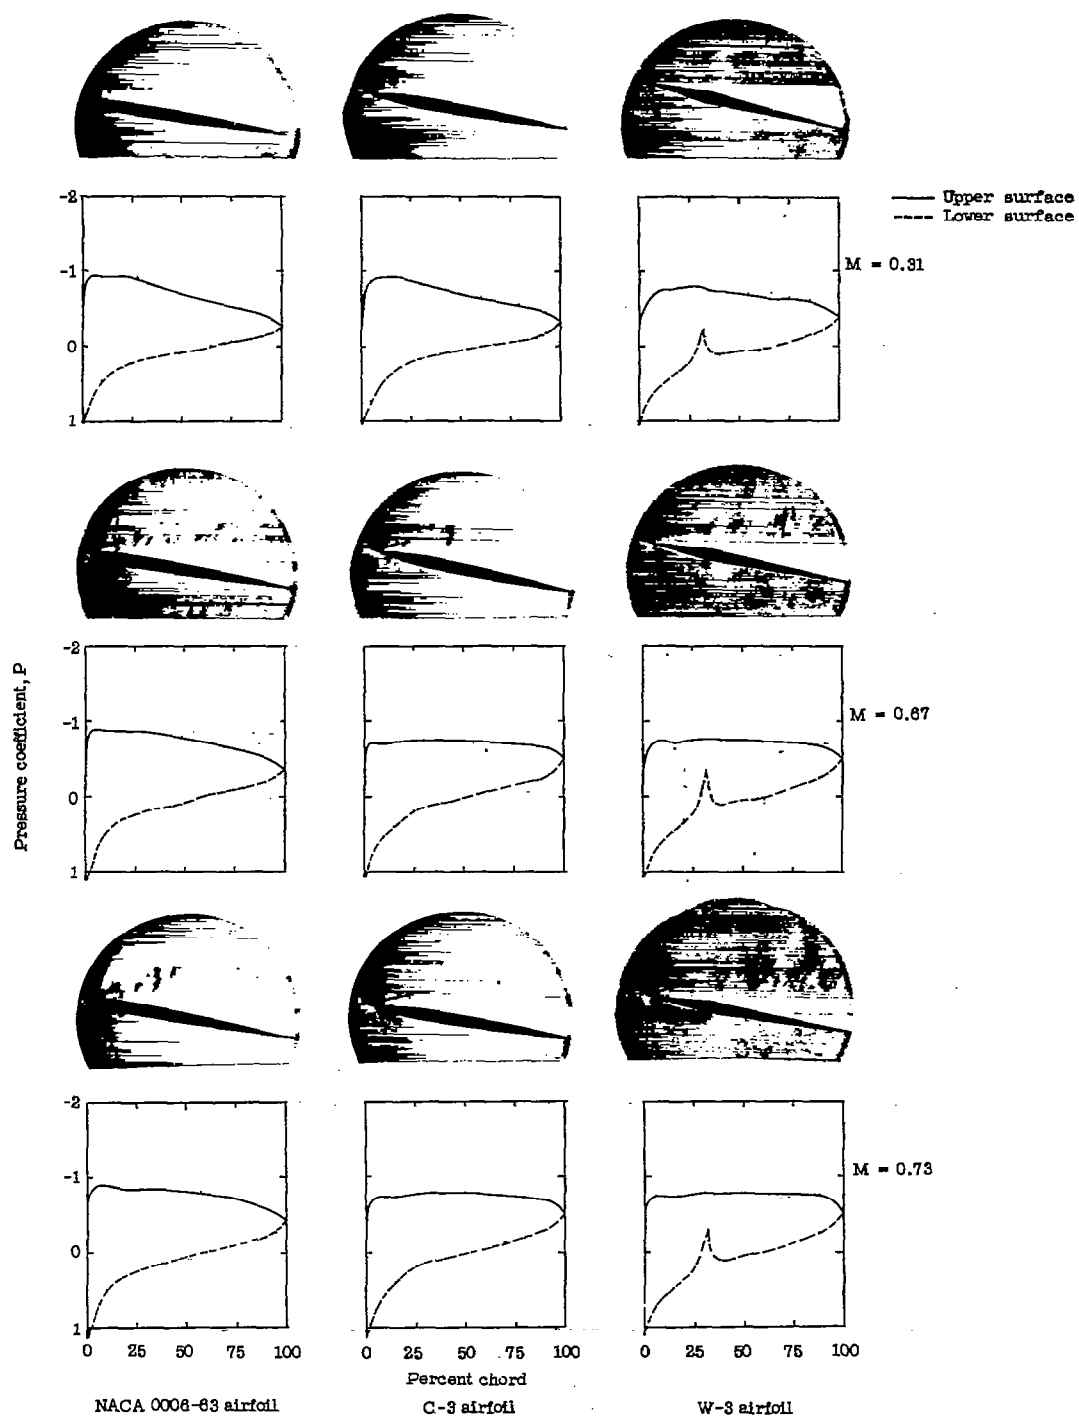 Upper surface
Lower surface
-2
-1
0
1
M = 0.31
-2
-1
0
1
M = 0.67
Pressure coefficient, P
-2
-1
0
1
M = 0.73
0 25 50 75 100
0 25 50 75 100
0 25 50 75 100
Percent chord
NACA 0006-63 airfoil
C-3 airfoil
W-3 airfoil